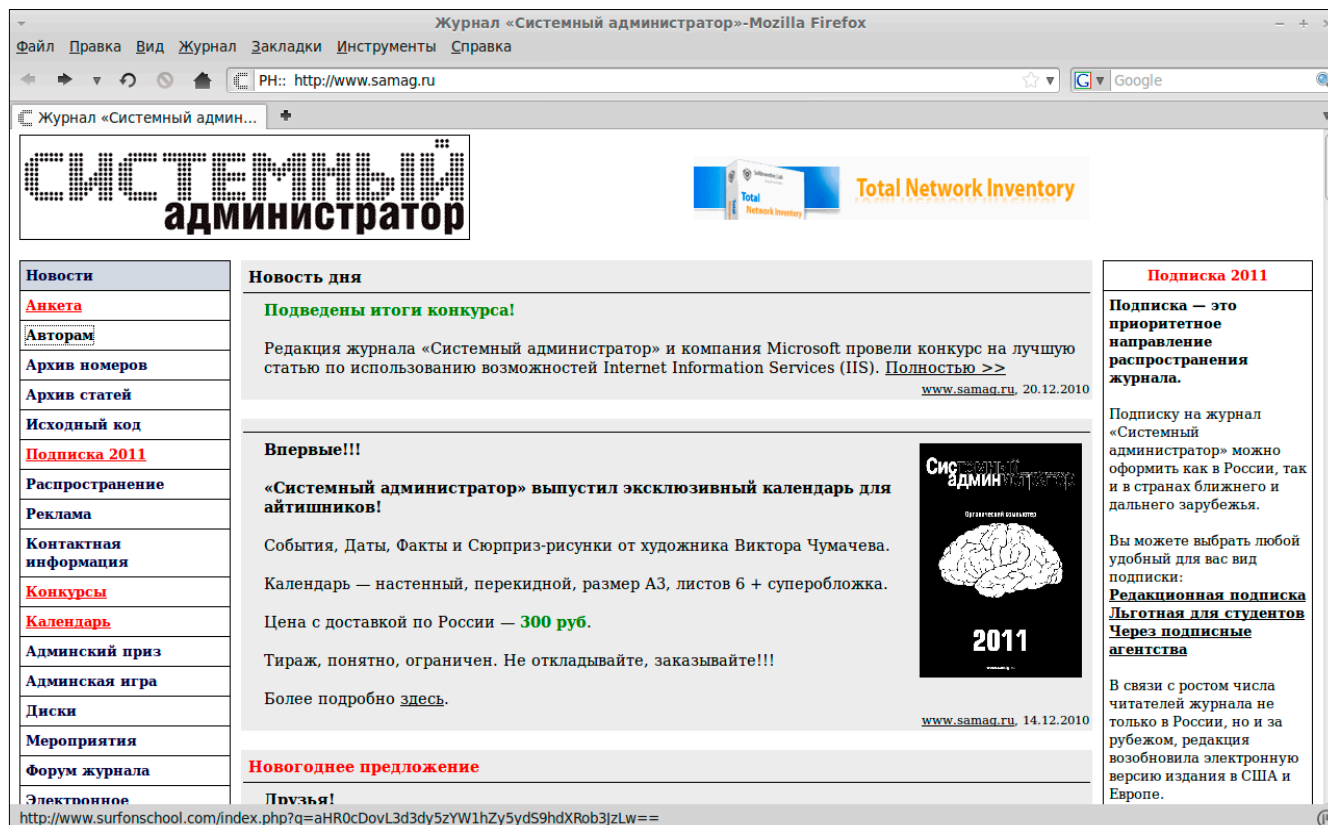 Журнал «Системный администратор»-Mozilla Firefox
Файл Правка Вид Журнал Закладки Инструменты Справка
PH:: http://www.samag.ru
Google
Журнал «Системный админ...
СИСТЕМНЫЙ
администратор
Total
Network Inventory
Total Network Inventory
Новости
Анкета
Авторам
Архив номеров
Архив статей
Исходный код
Подписка 2011
Распространение
Реклама
Контактная
информация
Конкурсы
Календарь
Админский приз
Админская игра
Диски
Мероприятия
Форум журнала
Электронное
Новость дня
Подведены итоги конкурса!
Редакция журнала «Системный администратор» и компания Microsoft провели конкурс на лучшую
статью по использованию возможностей Internet Information Services (IIS). Полностью >>
www.samag.ru, 20.12.2010
Впервые!!!
«Системный администратор» выпустил эксклюзивный календарь для
айтишников!
События, Даты, Факты и Сюрприз-рисунки от художника Виктора Чумачева.
Календарь — настенный, перекидной, размер А3, листов 6 + суперобложка.
Цена с доставкой по России — 300 руб.
Тираж, понятно, ограничен. Не откладывайте, заказывайте!!!
Более подробно здесь.
www.samag.ru, 14.12.2010
Системный
администратор
Органический компьютер
2011
Новогоднее предложение
Друзья!
Подписка 2011
Подписка — это
приоритетное
направление
распространения
журнала.
Подписку на журнал
«Системный
администратор» можно
оформить как в России, так
и в странах ближнего и
дальнего зарубежья.
Вы можете выбрать любой
удобный для вас вид
подписки:
Редакционная подписка
Льготная для студентов
Через подписные
агентства
В связи с ростом числа
читателей журнала не
только в России, но и за
рубежом, редакция
возобновила электронную
версию издания в США и
Европе.
http://www.surfonschool.com/index.php?q=aHR0cDovL3d3dy5zYW1hZy5ydS9hdXRob3JzLw==